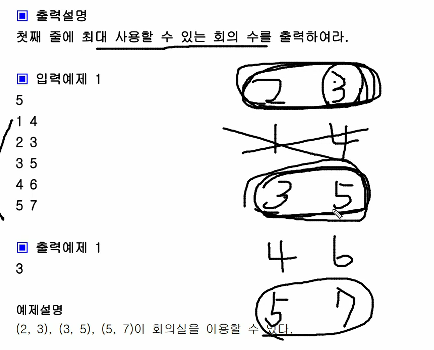 ■ 출력설명
첫째 줄에 최대 사용할 수 있는 회의 수를 출력하여라.
■ 입력예제 1
5
1 4
2 3
3 5
4 6
5 7
■ 출력예제 1
3
예제설명
(2, 3), (3, 5), (5, 7)이 회의실을 이용할 수 있다.
2 3
1 4
3 5
4 6
5 7